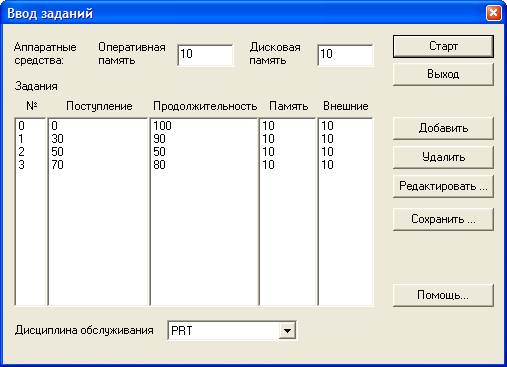 Ввод заданий
Аппаратные средства: Оперативная память 10 Дисковая память 10 Старт
Выход
Задания
№ Поступление Продолжительность Память Внешние
0 0 100 10 10
1 30 90 10 10
2 50 50 10 10
3 70 80 10 10
Добавить
Удалить
Редактировать ...
Сохранить ...
Помощь...
Дисциплина обслуживания PRT